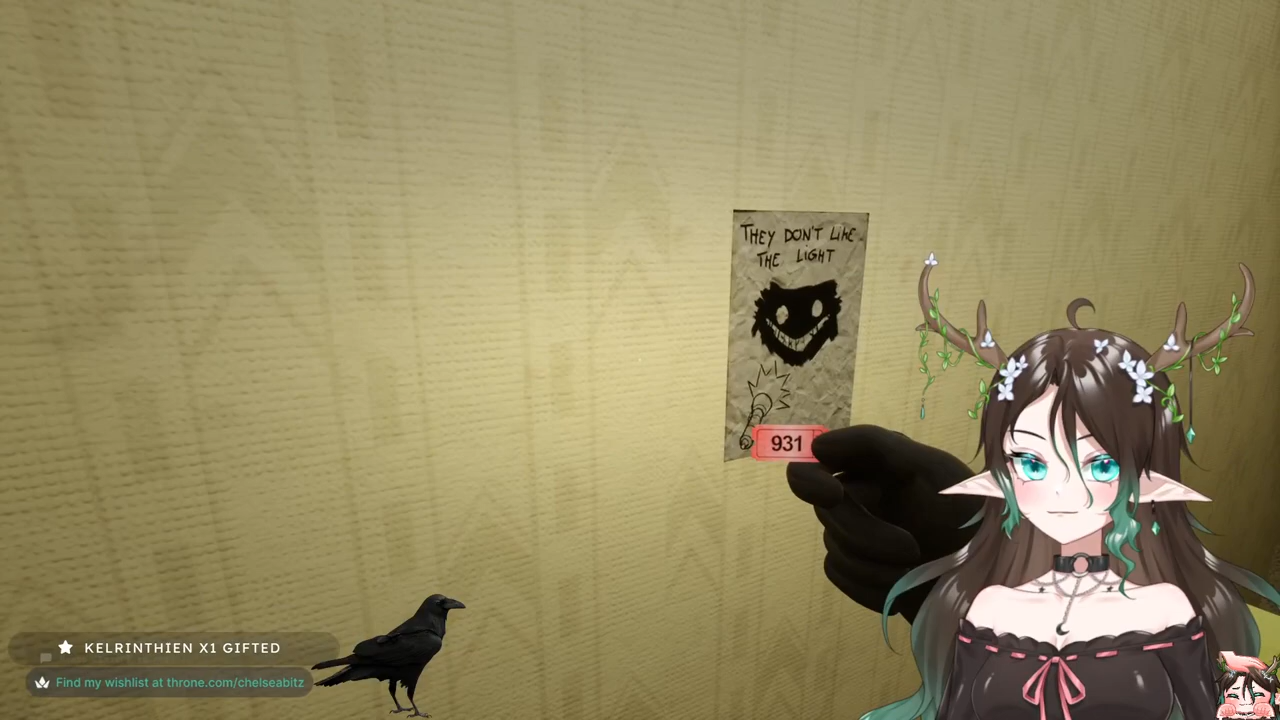 THEY DON'T LIKE
THE LIGHT
931
KELRINTHIEN X1 GIFTED
Find my wishlist at throne.com/chelseabitz